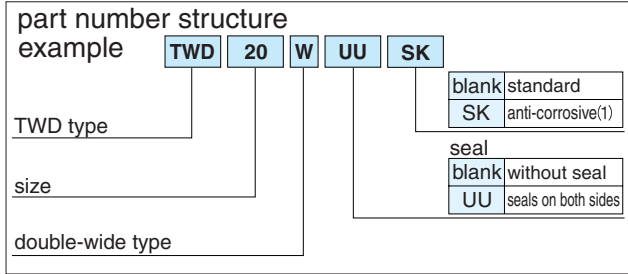 part number structure
example TWD 20 W UU SK
blank standard
SK anti-corrosive(1)
TWD type
seal
blank without seal
size
UU seals on both sides
double-wide type